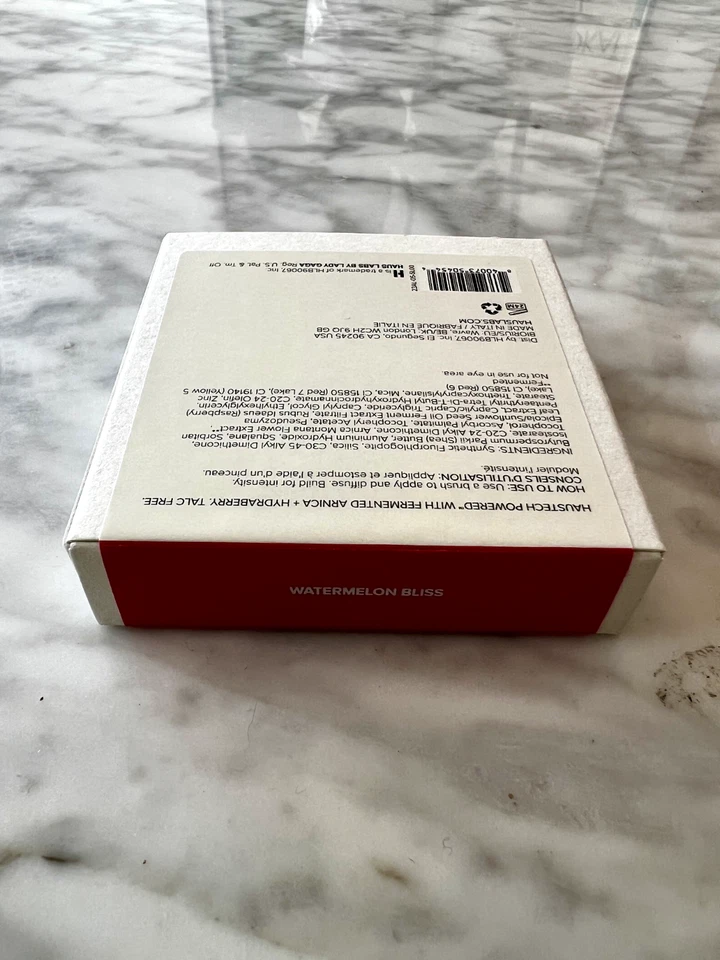 WATERMELON BLISS
HAUSTECH POWERED™ WITH FERMENTED ARNICA + HYDRABERRY. TALC FREE.
HOW TO USE: Use a brush to apply and diffuse. Build for intensity.
CONSEILS D'UTILISATION: Appliquer et estomper à l'aide d'un pinceau.
Moduler l'intensité.
INGREDIENTS: Synthetic Fluorphlogopite, Silica, C30-45 Alkyl Dimethicone,
Butyrospermum Parkii (Shea) Butter, Aluminum Hydroxide, Squalane, Sorbitan
Isostearate, C20-24 Alkyl Dimethicone, Arnica Montana Flower Extract**,
Tocopherol, Ascorbyl Palmitate, Tocopheryl Acetate, Pseudozyma
Epicola/Sunflower Seed Oil Ferment Extract Filtrate, Rubus Idaeus (Raspberry)
Leaf Extract, Caprylic/Capric Triglyceride, Caprylyl Glycol, Ethylhexylglycerin,
Pentaerythrityl Tetra-Di-T-Butyl Hydroxyhydrocinnamate, C20-24 Olefin, Zinc
Stearate, Triethoxycaprylylsilane, Mica, CI 15850 (Red 7 Lake), CI 19140 (Yellow 5
Lake), CI 15850 (Red 6)
**Fermented
Not for use in eye area.
Dist. by HLB90067, Inc El Segundo, CA 90245 USA
BIORIUS/EU: Wavre, BE/UK: London WC2H 9JQ GB
MADE IN ITALY / FABRIQUÉ EN ITALIE
HAUSLABS.COM
24M
H is a trademark of HLB90067, Inc
HAUS LABS BY LADY GAGA Reg. U.S. Pat. & Tm. Off